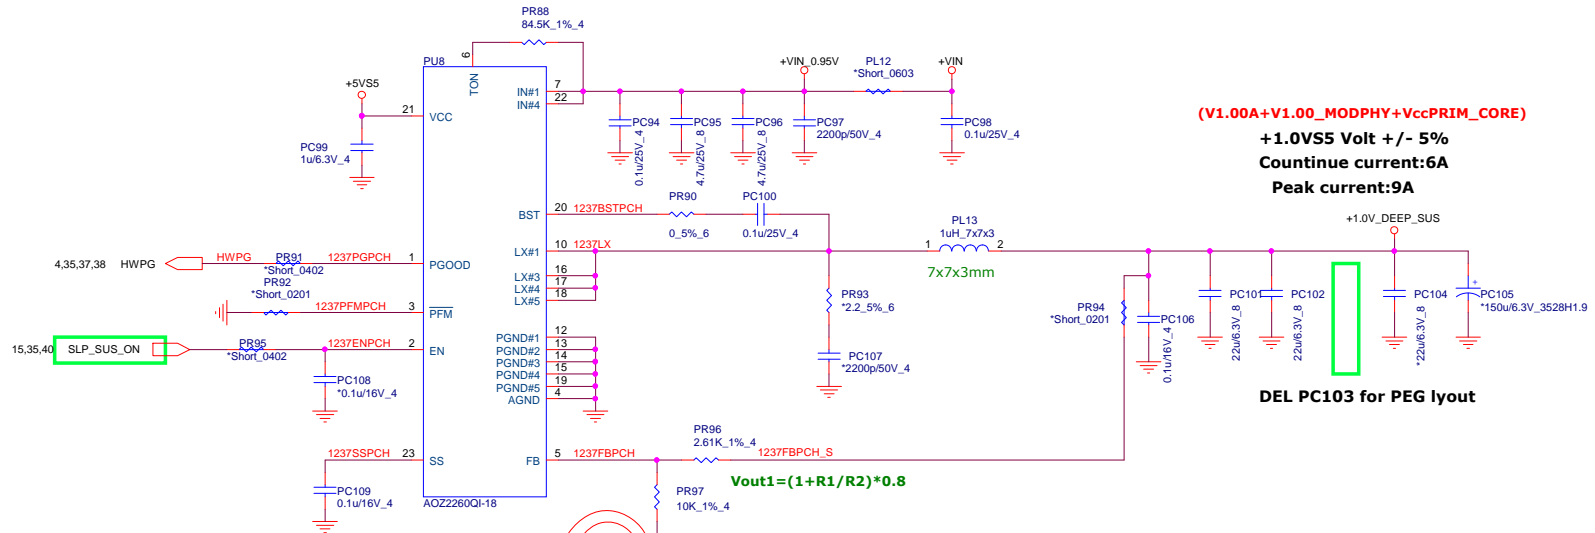 PR88
84.5K_1%_4
PU8
6
TON
+5VS5
21
VCC
PC99
1u/6.3V_4
IN#1
7
IN#4
22
+VIN_0.95V
PL12
*Short_0603
+VIN
PC94
0.1u/25V_4
PC95
4.7u/25V_8
PC96
4.7u/25V_8
PC97
2200p/50V_4
PC98
0.1u/25V_4
(V1.00A+V1.00_MODPHY+VccPRIM_CORE)
+1.0VS5 Volt +/- 5%
Countinue current:6A
Peak current:9A
+1.0V_DEEP_SUS
BST
20
1237BSTPCH
PR90
0_5%_6
PC100
0.1u/25V_4
LX#1
10
1237LX
LX#3
16
LX#4
17
LX#5
18
PL13
1uH_7x7x3
1
2
7x7x3mm
4,35,37,38
HWPG
HWPG
PR91
*Short_0402
1237PGPCH
1
PGOOD
PR92
*Short_0201
1237PFMPCH
3
PFM
15,35,40
SLP_SUS_ON
PR95
*Short_0402
1237ENPCH
2
EN
PC108
*0.1u/16V_4
PGND#1
12
PGND#2
13
PGND#3
14
PGND#4
15
PGND#5
19
AGND
4
PR93
*2.2_5%_6
PC107
*2200p/50V_4
PR94
*Short_0201
PC106
0.1u/16V_4
PC101
22u/6.3V_8
PC102
22u/6.3V_8
PC104
*22u/6.3V_8
+
PC105
*150u/6.3V_3528H1.9
DEL PC103 for PEG lyout
1237SSPCH
23
SS
PC109
0.1u/16V_4
FB
5
1237FBPCH
PR96
2.61K_1%_4
1237FBPCH_S
Vout1=(1+R1/R2)*0.8
PR97
10K_1%_4
AOZ2260QI-18